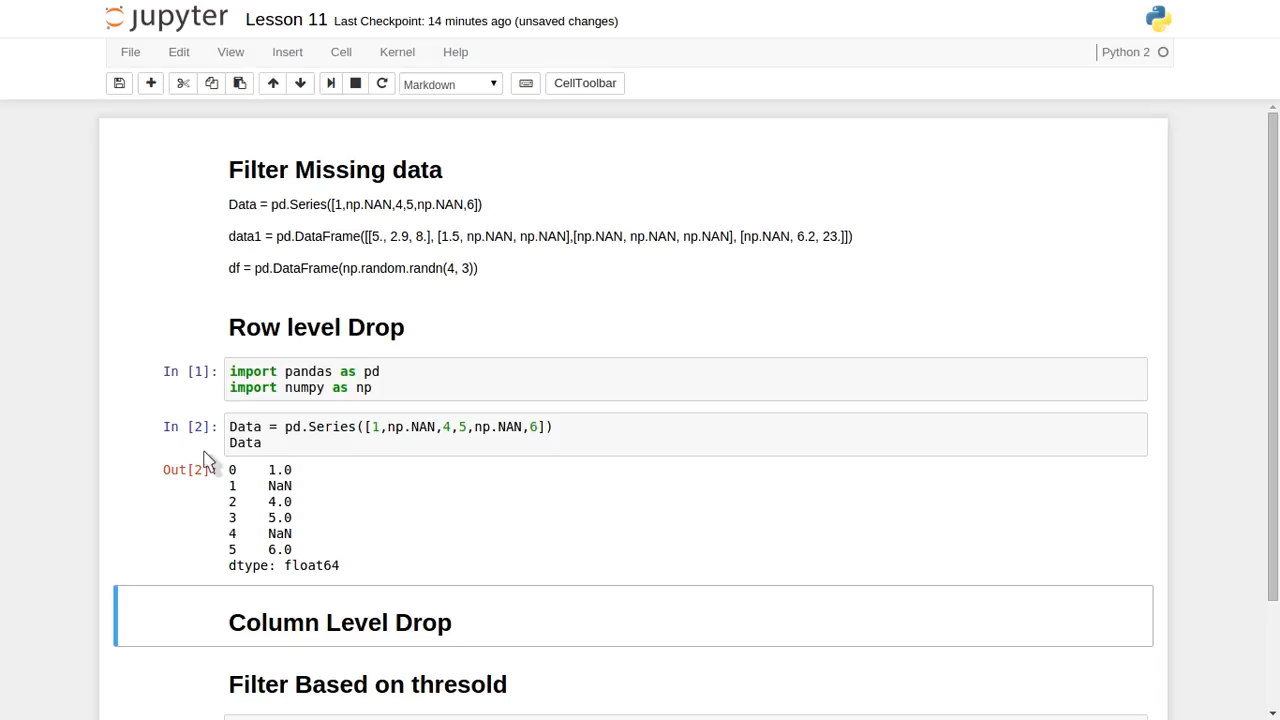 jupyter Lesson 11 Last Checkpoint: 14 minutes ago (unsaved changes)
File Edit View Insert Cell Kernel Help Python 2
Markdown CellToolbar
Filter Missing data
Data = pd.Series([1,np.NAN,4,5,np.NAN,6])
data1 = pd.DataFrame([[5., 2.9, 8.], [1.5, np.NAN, np.NAN],[np.NAN, np.NAN, np.NAN], [np.NAN, 6.2, 23.]])
df = pd.DataFrame(np.random.randn(4, 3))
Row level Drop
In [1]: import pandas as pd
import numpy as np
In [2]: Data = pd.Series([1,np.NAN,4,5,np.NAN,6])
Data
Out[2]: 0 1.0
1 NaN
2 4.0
3 5.0
4 NaN
5 6.0
dtype: float64
Column Level Drop
Filter Based on thresold